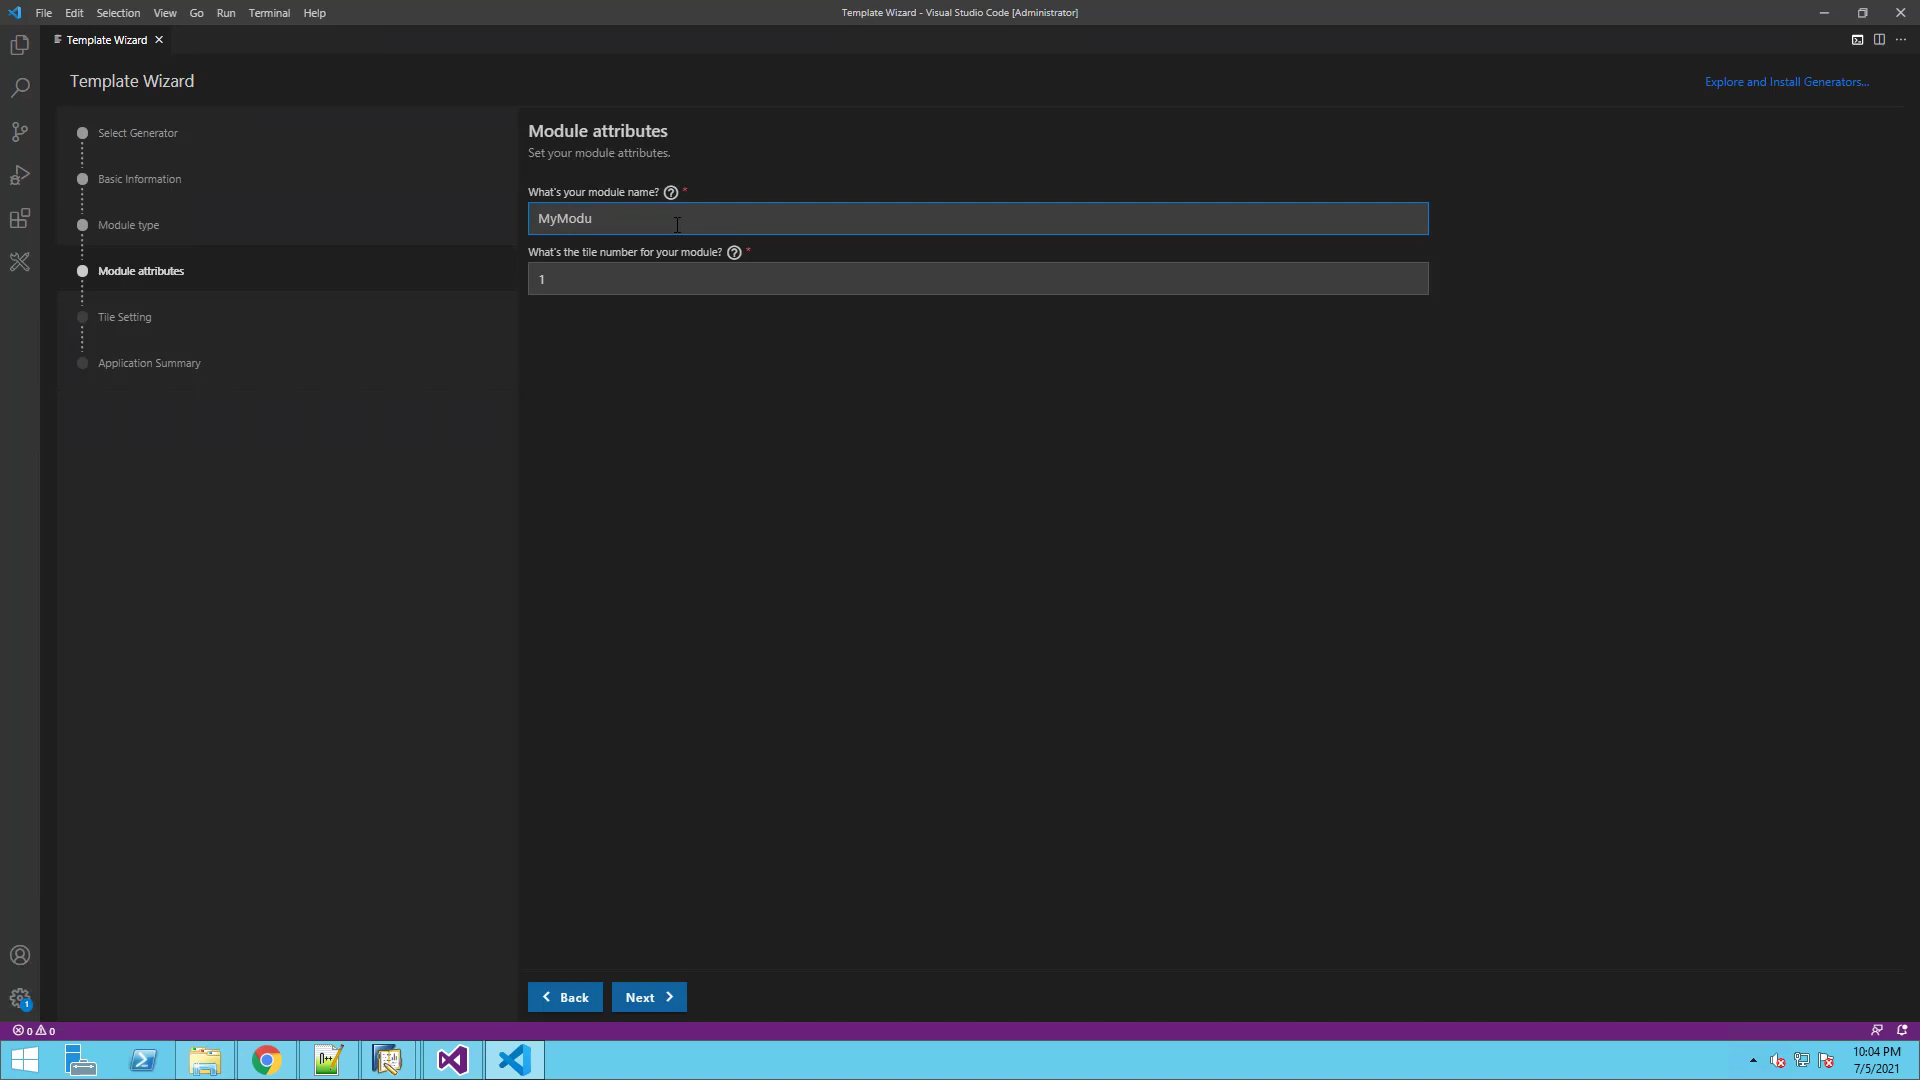 File Edit Selection View Go Run Terminal Help
Template Wizard - Visual Studio Code [Administrator]
Template Wizard
Template Wizard
Explore and Install Generators...
Select Generator
Basic Information
Module type
Module attributes
Tile Setting
Application Summary
Module attributes
Set your module attributes.
What's your module name? *
MyModu
What's the tile number for your module? *
1
Back
Next
1
0 0
10:04 PM
7/5/2021